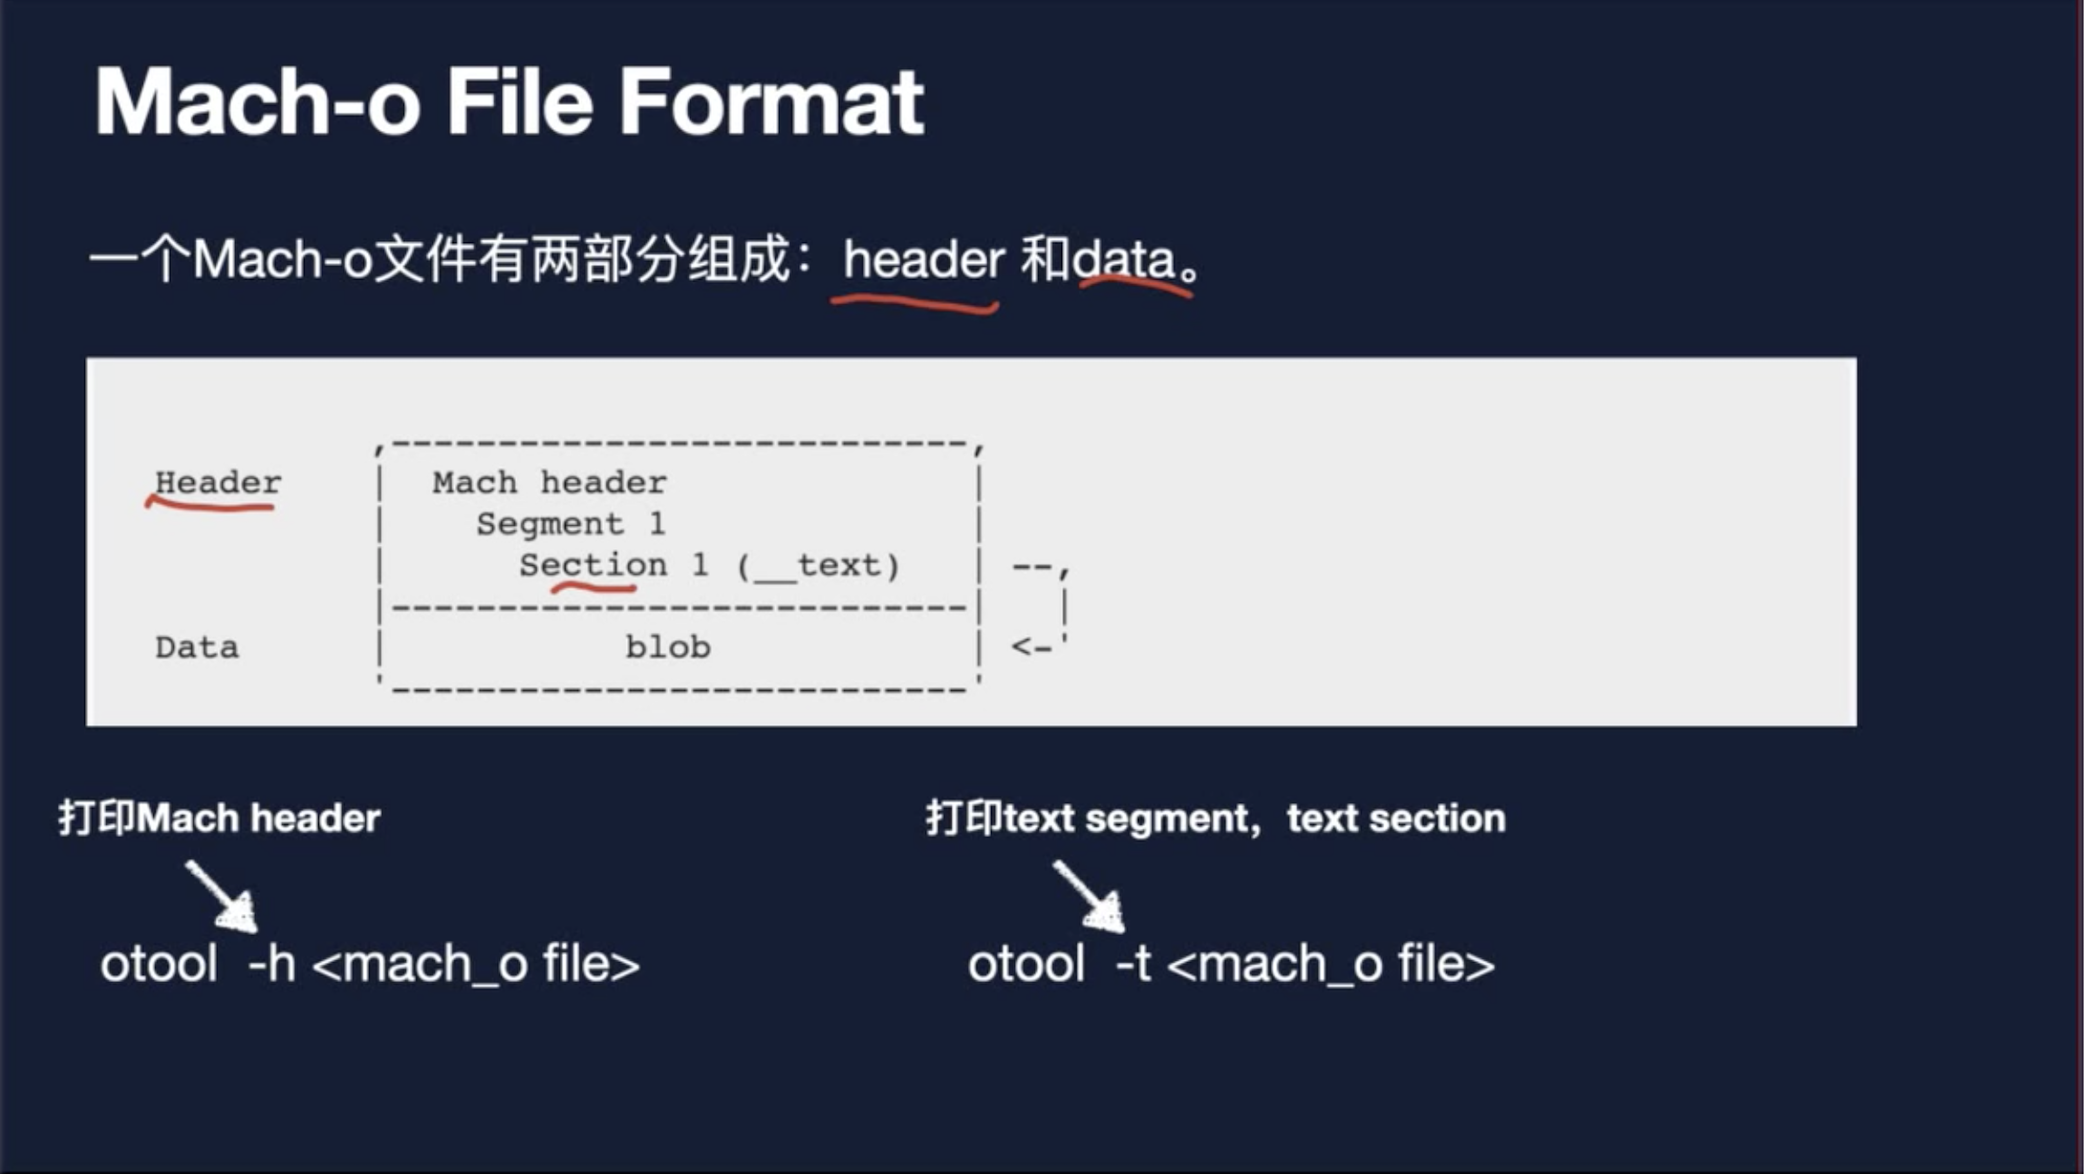 Mach-o File Format
一个Mach-o文件有两部分组成：header 和data。
Header
Mach header
Segment 1
Section 1 (__text)
Data
blob
打印Mach header
打印text segment，text section
otool -h <mach_o file>
otool -t <mach_o file>